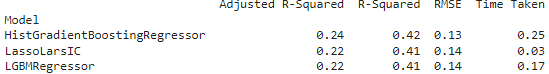 Adjusted R-Squared R-Squared RMSE Time Taken
Model
HistGradientBoostingRegressor 0.24 0.42 0.13 0.25
LassoLarsIC 0.22 0.41 0.14 0.03
LGBMRegressor 0.22 0.41 0.14 0.17